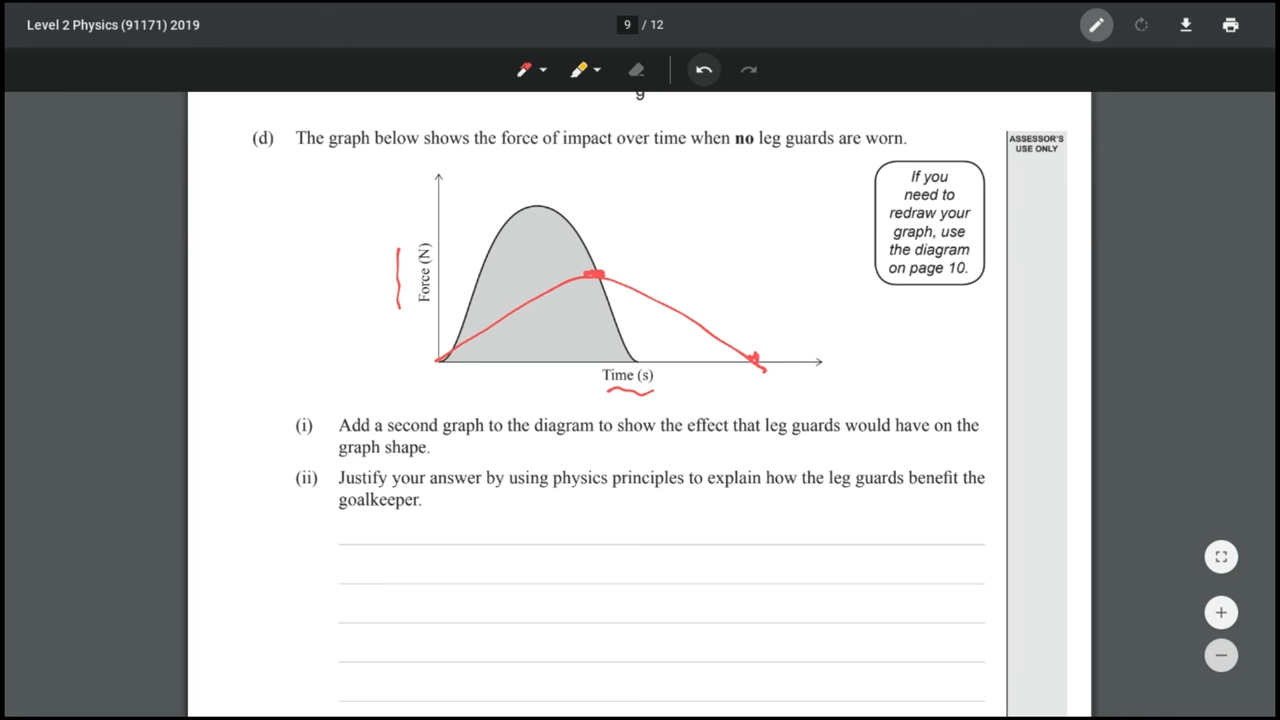 Level 2 Physics (91171) 2019
9 / 12
9
(d) The graph below shows the force of impact over time when no leg guards are worn.
ASSESSOR'S
USE ONLY
If you
need to
redraw your
graph, use
the diagram
on page 10.
Force (N)
Time (s)
(i) Add a second graph to the diagram to show the effect that leg guards would have on the
graph shape.
(ii) Justify your answer by using physics principles to explain how the leg guards benefit the
goalkeeper.